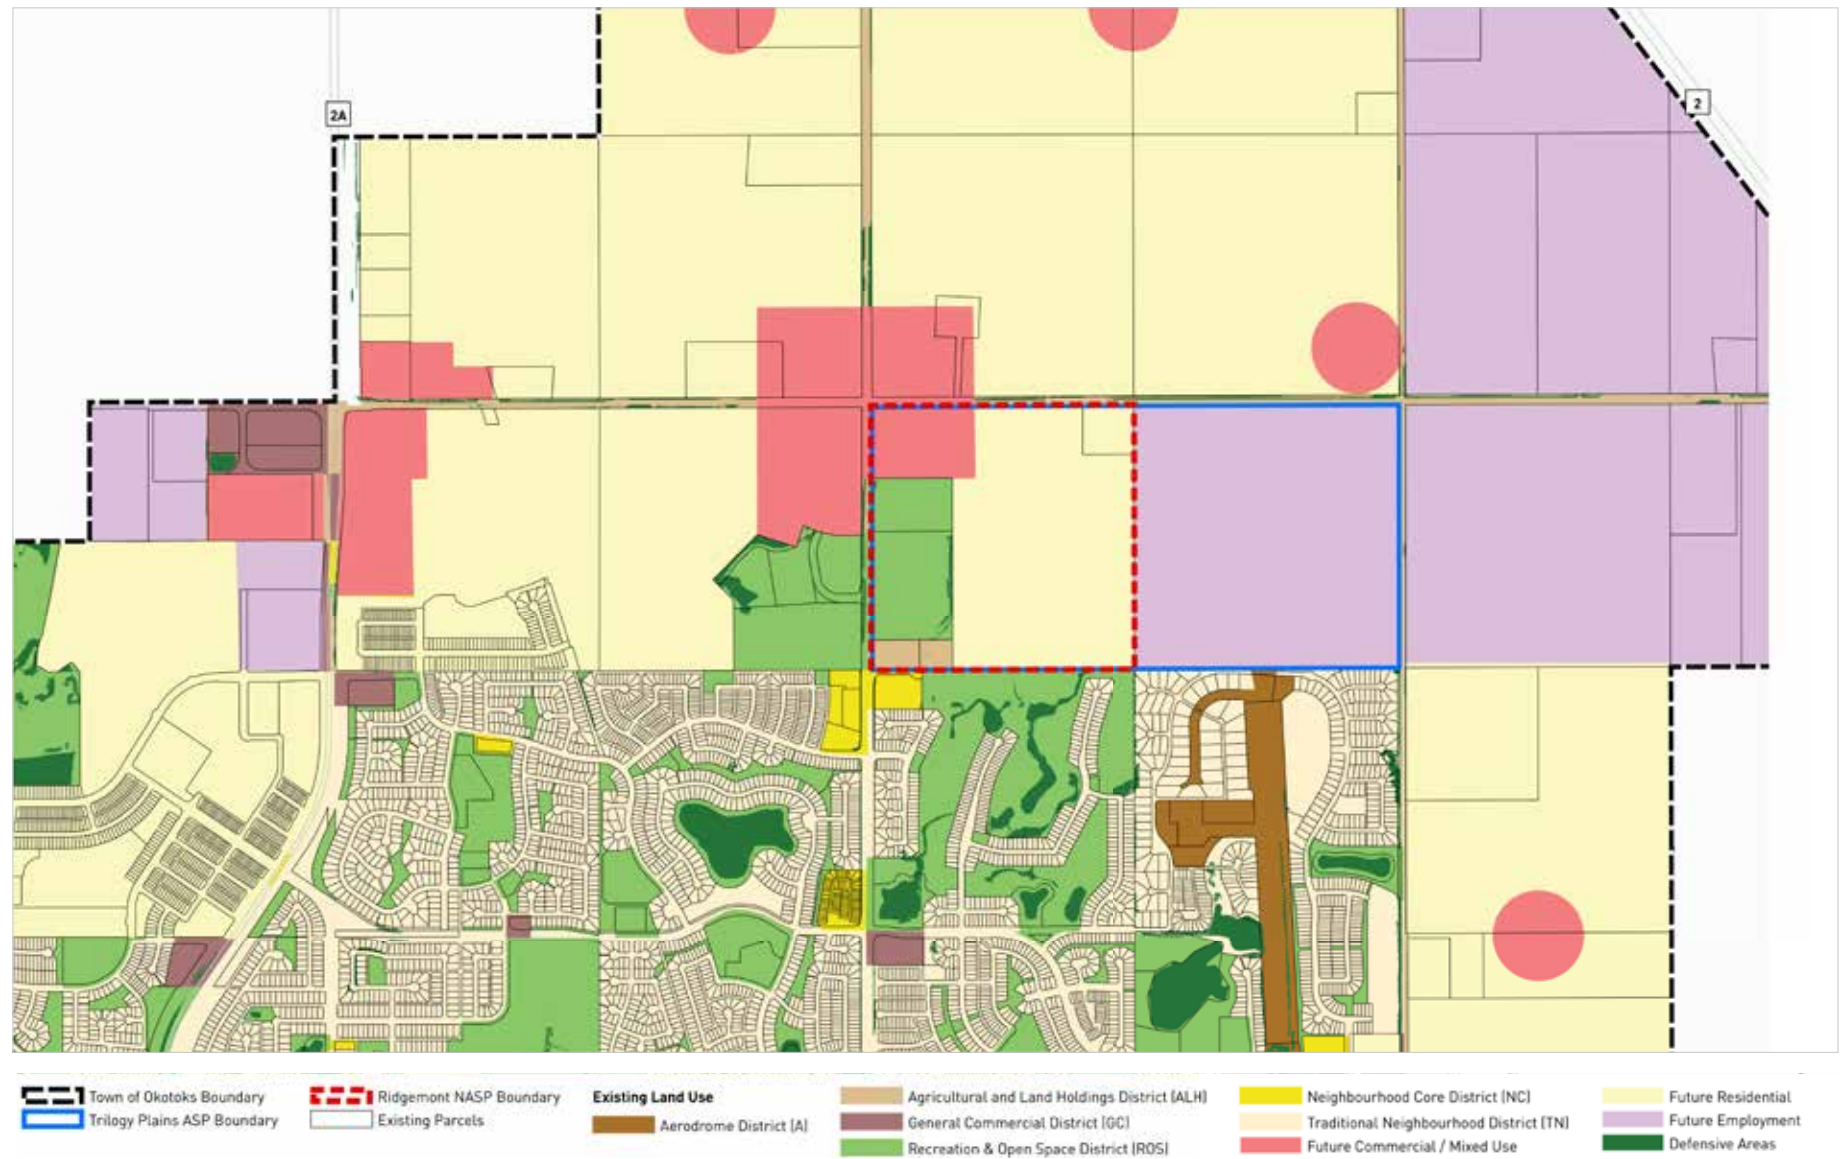 2A
2
Town of Okotoks Boundary
Trilogy Plains ASP Boundary
Ridgemont NASP Boundary
Existing Parcels
Existing Land Use
Aerodrome District (A)
Agricultural and Land Holdings District (ALH)
General Commercial District (GC)
Recreation & Open Space District (ROS)
Neighbourhood Core District (NC)
Traditional Neighbourhood District (TN)
Future Commercial / Mixed Use
Future Residential
Future Employment
Defensive Areas